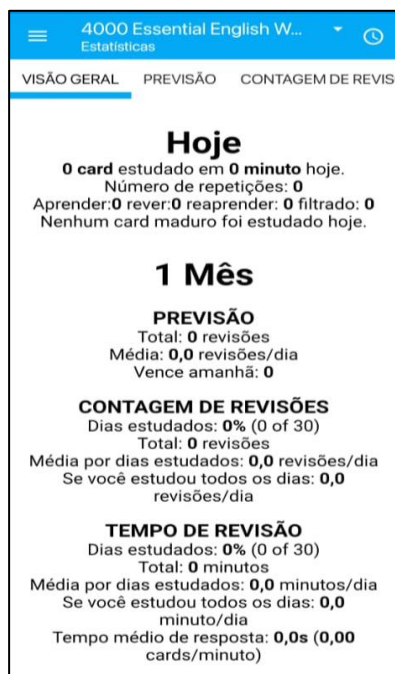 4000 Essential English W...
Estatísticas
VISÃO GERAL PREVISÃO CONTAGEM DE REVIS
Hoje
0 card estudado em 0 minuto hoje.
Número de repetições: 0
Aprender:0 rever:0 reaprender: 0 filtrado: 0
Nenhum card maduro foi estudado hoje.
1 Mês
PREVISÃO
Total: 0 revisões
Média: 0,0 revisões/dia
Vence amanhã: 0
CONTAGEM DE REVISÕES
Dias estudados: 0% (0 of 30)
Total: 0 revisões
Média por dias estudados: 0,0 revisões/dia
Se você estudou todos os dias: 0,0
revisões/dia
TEMPO DE REVISÃO
Dias estudados: 0% (0 of 30)
Total: 0 minutos
Média por dias estudados: 0,0 minutos/dia
Se você estudou todos os dias: 0,0
minuto/dia
Tempo médio de resposta: 0,0s (0,00
cards/minuto)